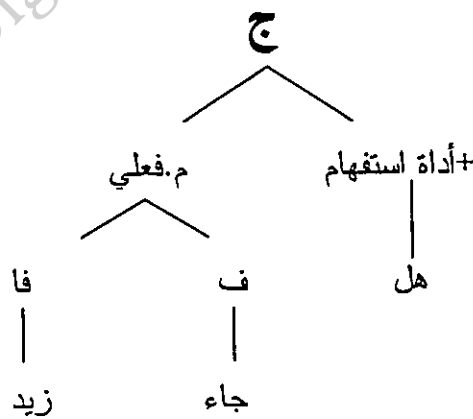 ج
+أداة استفهام م.فعلي
هل ف فا
جاء زيد